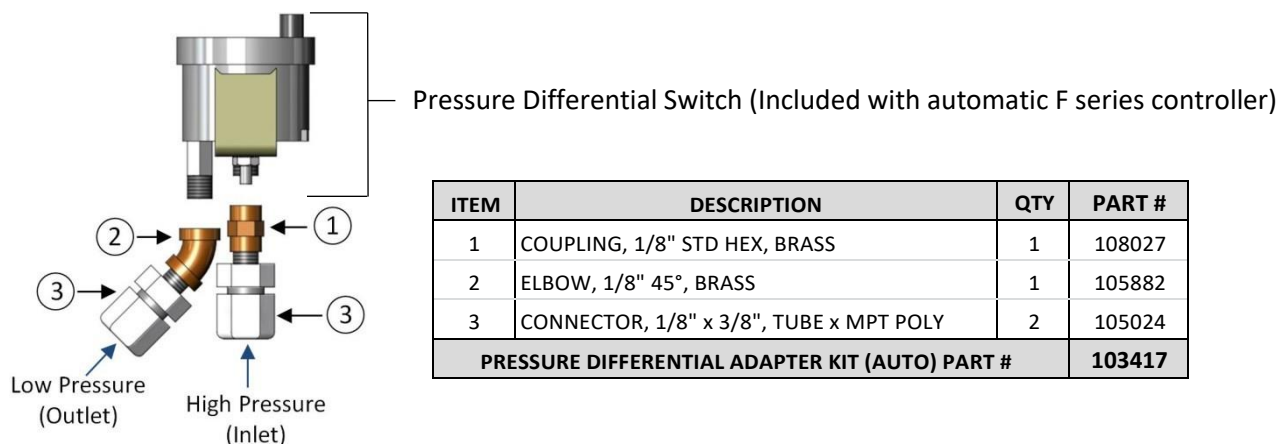 Pressure Differential Switch (Included with automatic F series controller)
1
2
3
3
Low Pressure
(Outlet)
High Pressure
(Inlet)
ITEM DESCRIPTION QTY PART #
1 COUPLING, 1/8" STD HEX, BRASS 1 108027
2 ELBOW, 1/8" 45°, BRASS 1 105882
3 CONNECTOR, 1/8" x 3/8", TUBE x MPT POLY 2 105024
PRESSURE DIFFERENTIAL ADAPTER KIT (AUTO) PART # 103417